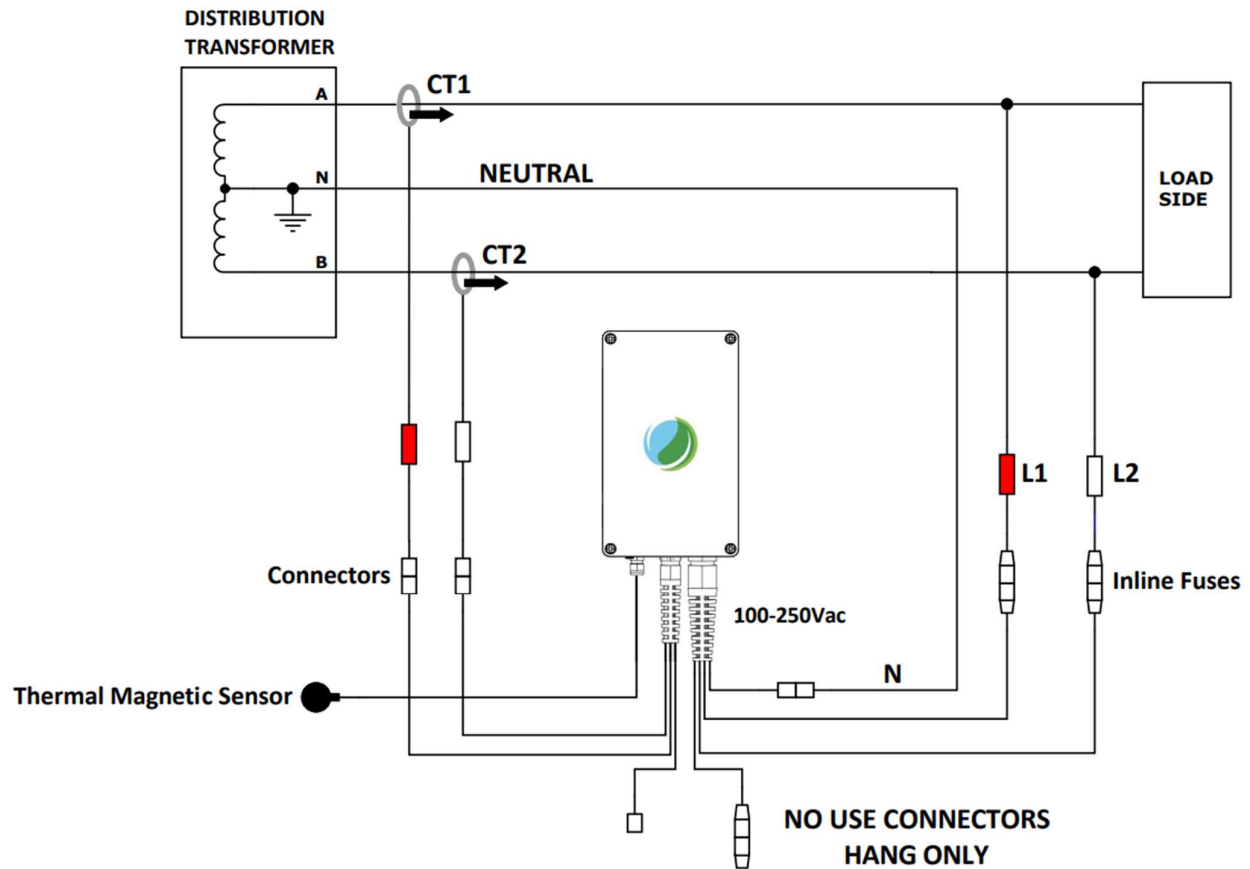 DISTRIBUTION
TRANSFORMER
A
CT1
N
NEUTRAL
LOAD
SIDE
B
CT2
L1
L2
Connectors
Inline Fuses
100-250Vac
N
Thermal Magnetic Sensor
NO USE CONNECTORS
HANG ONLY